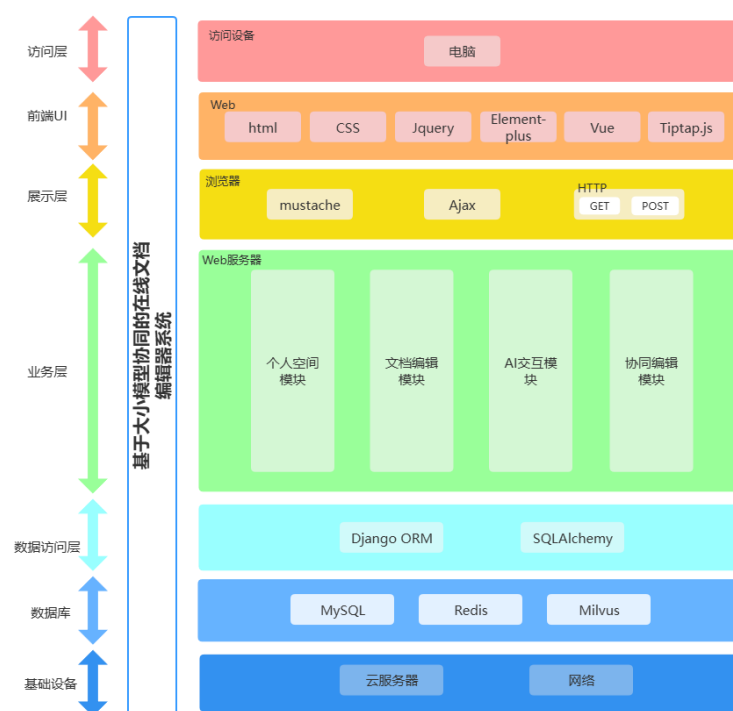 访问层
访问设备
电脑
前端UI
Web
html
CSS
Jquery
Element-
plus
Vue
Tiptap.js
展示层
浏览器
mustache
Ajax
HTTP
GET
POST
基于大小模型协同的在线文档
编辑器系统
业务层
Web服务器
个人空间
模块
文档编辑
模块
AI交互模
块
协同编辑
模块
数据访问层
Django ORM
SQLAlchemy
数据库
MySQL
Redis
Milvus
基础设备
云服务器
网络